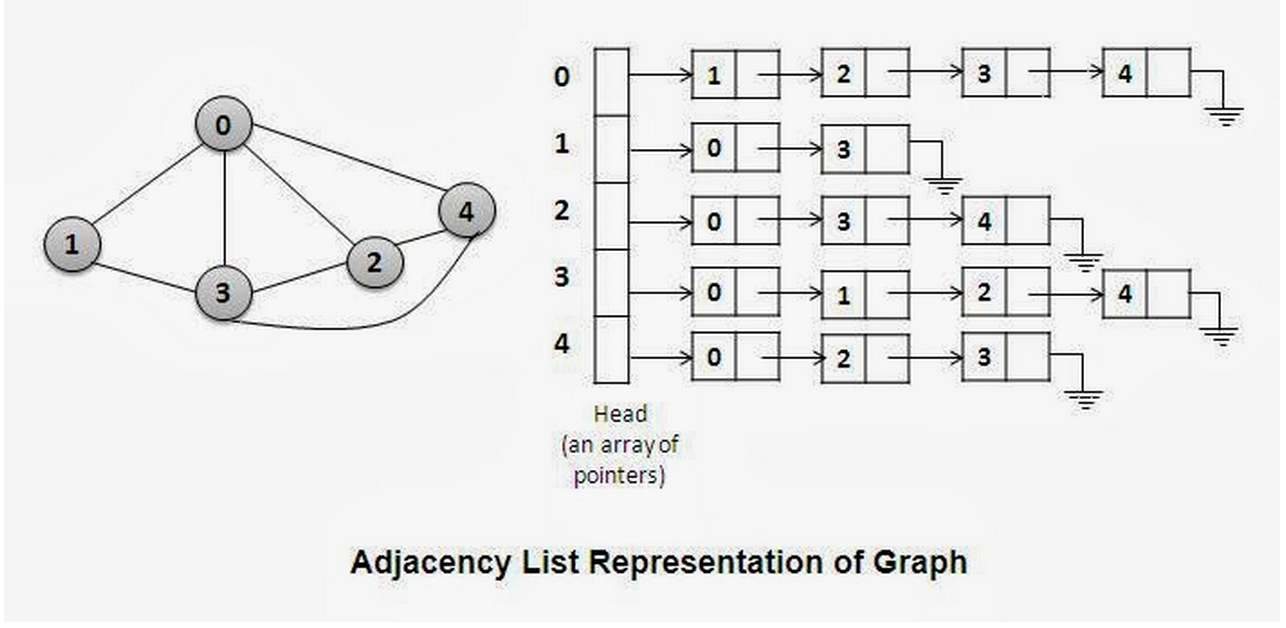 0
4
1
2
3
0 1 2 3 4
1 0 3
2 0 3 4
3 0 1 2 4
4 0 2 3
Head
(an array of
pointers)
Adjacency List Representation of Graph